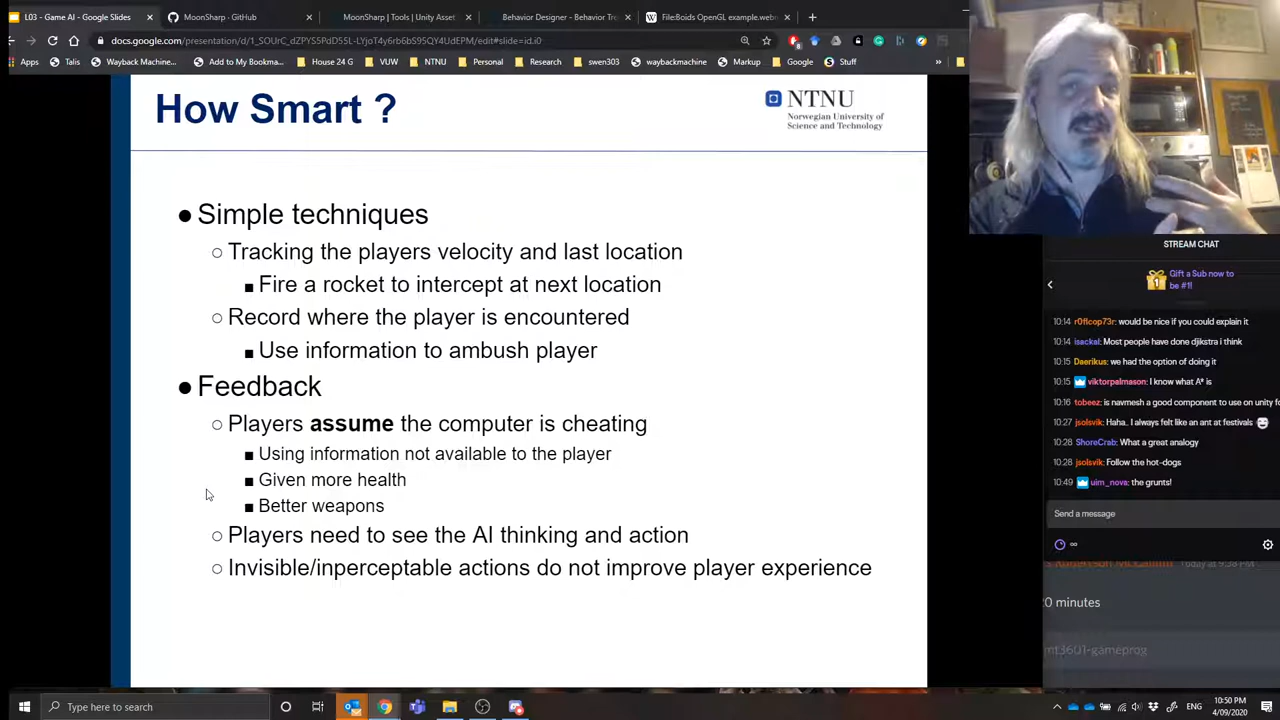 L03 - Game AI - Google Slides
MoonSharp · GitHub
MoonSharp | Tools | Unity Asset
Behavior Designer - Behavior Tre
File:Boids OpenGL example.web
docs.google.com/presentation/d/1_SOUrC_dZPYS5PdD55L-LYjoT4y6rb6bS95QY4UdEPM/edit#slide=id.i0
Apps
Talis
Wayback Machine...
Add to My Bookma...
House 24 G
VUW
NTNU
Personal
Research
swen303
waybackmachine
Markup
Google
Stuff
How Smart ?
NTNU
Norwegian University of
Science and Technology
● Simple techniques
○ Tracking the players velocity and last location
■ Fire a rocket to intercept at next location
○ Record where the player is encountered
■ Use information to ambush player
● Feedback
○ Players assume the computer is cheating
■ Using information not available to the player
■ Given more health
■ Better weapons
○ Players need to see the AI thinking and action
○ Invisible/inperceptable actions do not improve player experience
STREAM CHAT
Gift a Sub now to
be #1!
10:14 r0flcop73r: would be nice if you could explain it
10:14 isackal: Most people have done djikstra i think
10:15 Daerikus: we had the option of doing it
10:15 viktorpalmason: I know what A* is
10:16 tobeez: is navmesh a good component to use on unity fo
10:27 jsolsvik: Haha.. I always felt like an ant at festivals
10:28 ShoreCrab: What a great analogy
10:28 jsolsvik: Follow the hot-dogs
10:49 uim_nova: the grunts!
Send a message
∞
Today at 9:38 PM
0 minutes
mt3601-gameprog
Type here to search
ENG
10:50 PM
4/09/2020